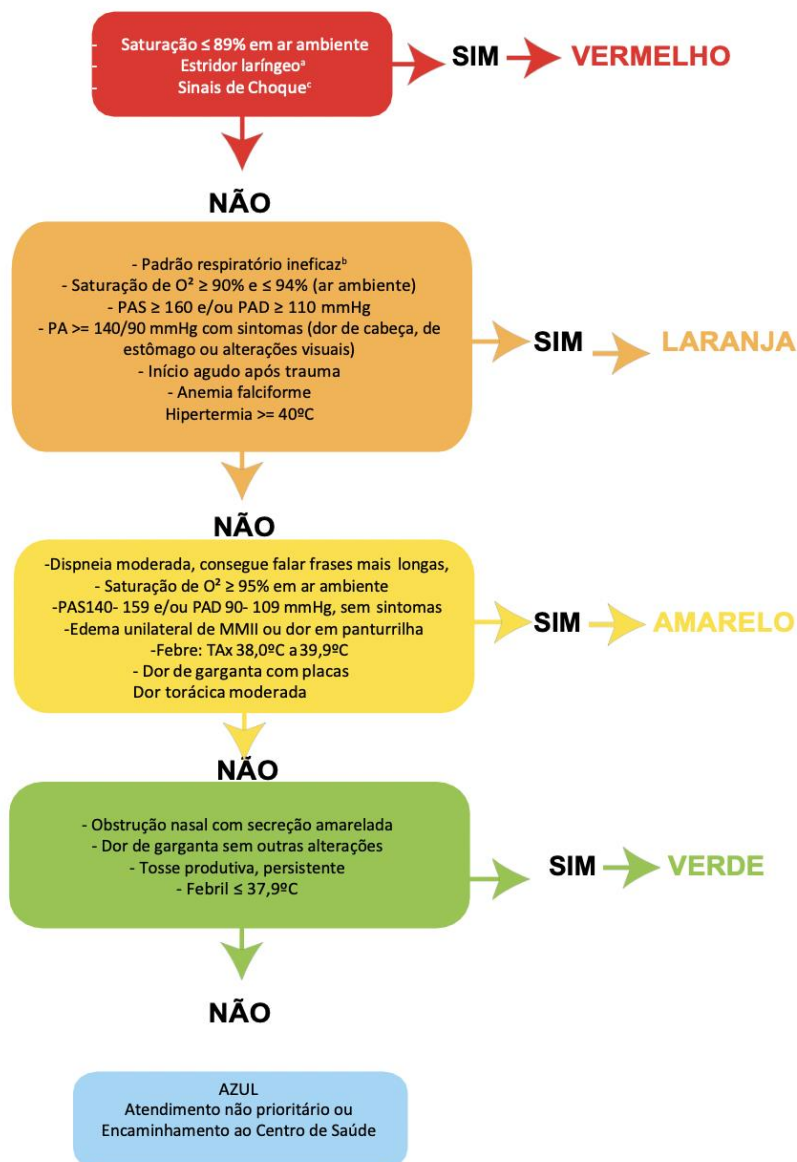 - Saturação ≤ 89% em ar ambiente
- Estridor laríngeoᵃ
- Sinais de Choqueᶜ
SIM
VERMELHO
NÃO
- Padrão respiratório ineficazᵇ
- Saturação de O² ≥ 90% e ≤ 94% (ar ambiente)
- PAS ≥ 160 e/ou PAD ≥ 110 mmHg
- PA >= 140/90 mmHg com sintomas (dor de cabeça, de
estômago ou alterações visuais)
- Início agudo após trauma
- Anemia falciforme
Hipertermia >= 40ºC
SIM
LARANJA
NÃO
-Dispneia moderada, consegue falar frases mais longas,
- Saturação de O² ≥ 95% em ar ambiente
-PAS140- 159 e/ou PAD 90- 109 mmHg, sem sintomas
-Edema unilateral de MMII ou dor em panturrilha
-Febre: TAx 38,0ºC a 39,9ºC
- Dor de garganta com placas
Dor torácica moderada
SIM
AMARELO
NÃO
- Obstrução nasal com secreção amarelada
- Dor de garganta sem outras alterações
- Tosse produtiva, persistente
- Febril ≤ 37,9ºC
SIM
VERDE
NÃO
AZUL
Atendimento não prioritário ou
Encaminhamento ao Centro de Saúde